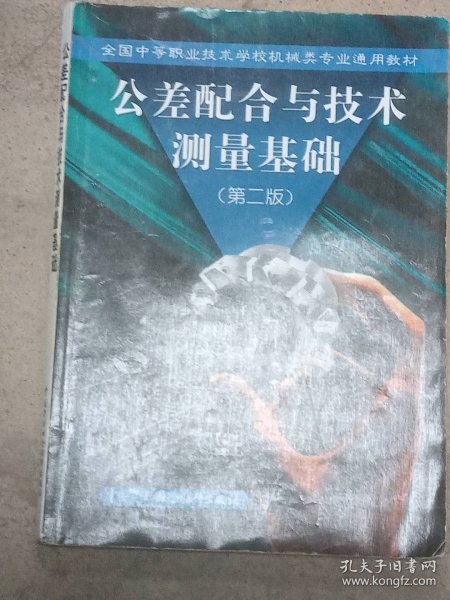 全国中等职业技术学校机械类专业通用教材
公差配合与技术
测量基础
(第二版)
孔夫子旧书网
www.kongfz.com